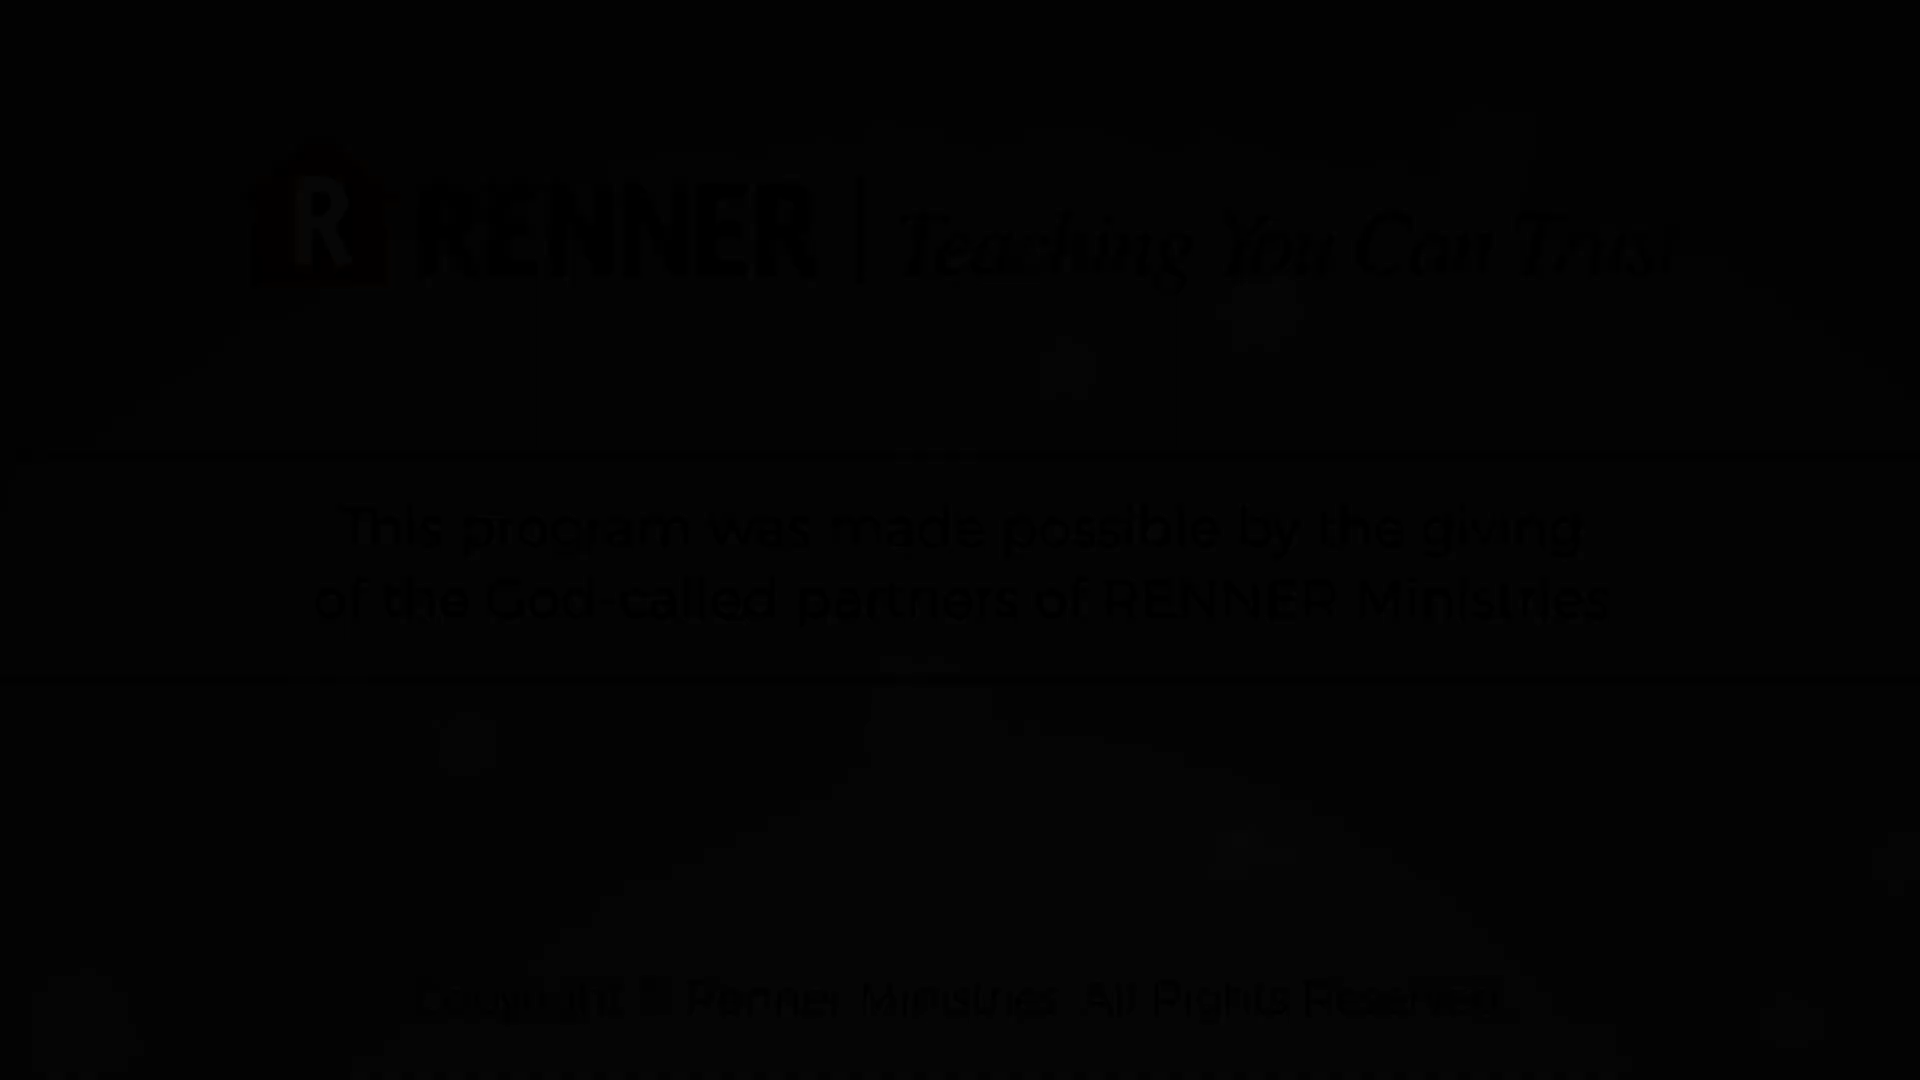 R RENNER | Teaching You Can Trust
This program was made possible by the giving
of the God-called partners of RENNER Ministries
Copyright © Renner Ministries. All Rights Reserved.